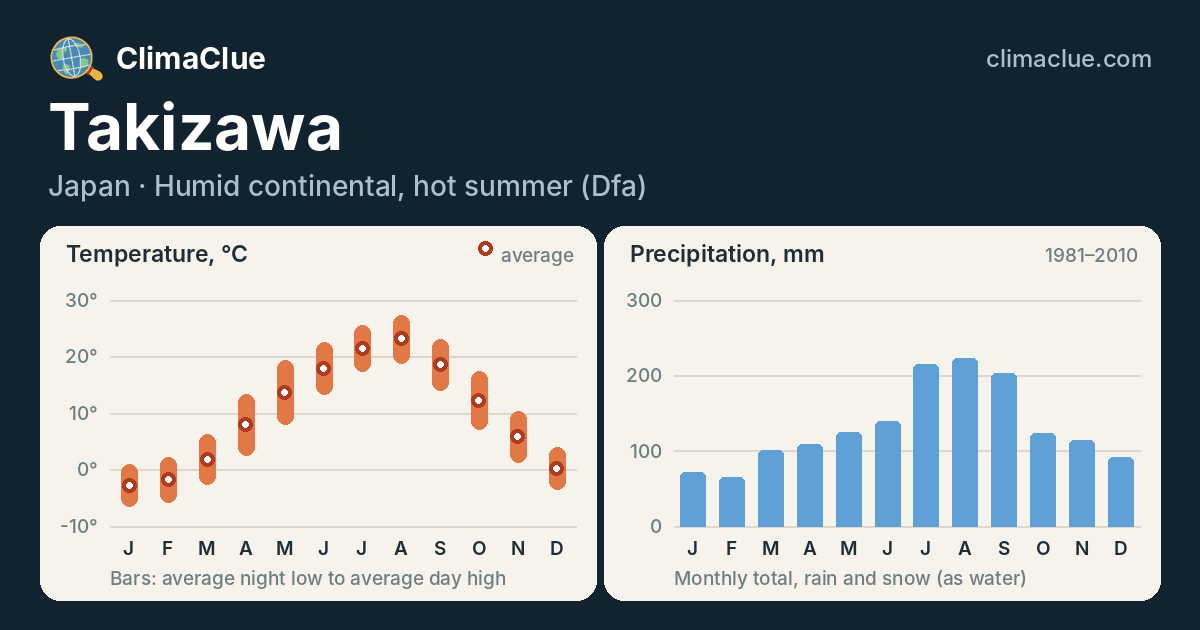 ClimaClue
climaclue.com
Takizawa
Japan · Humid continental, hot summer (Dfa)
Temperature, °C
average
30°
20°
10°
0°
-10°
J F M A M J J A S O N D
Bars: average night low to average day high
Precipitation, mm
1981–2010
300
200
100
0
J F M A M J J A S O N D
Monthly total, rain and snow (as water)